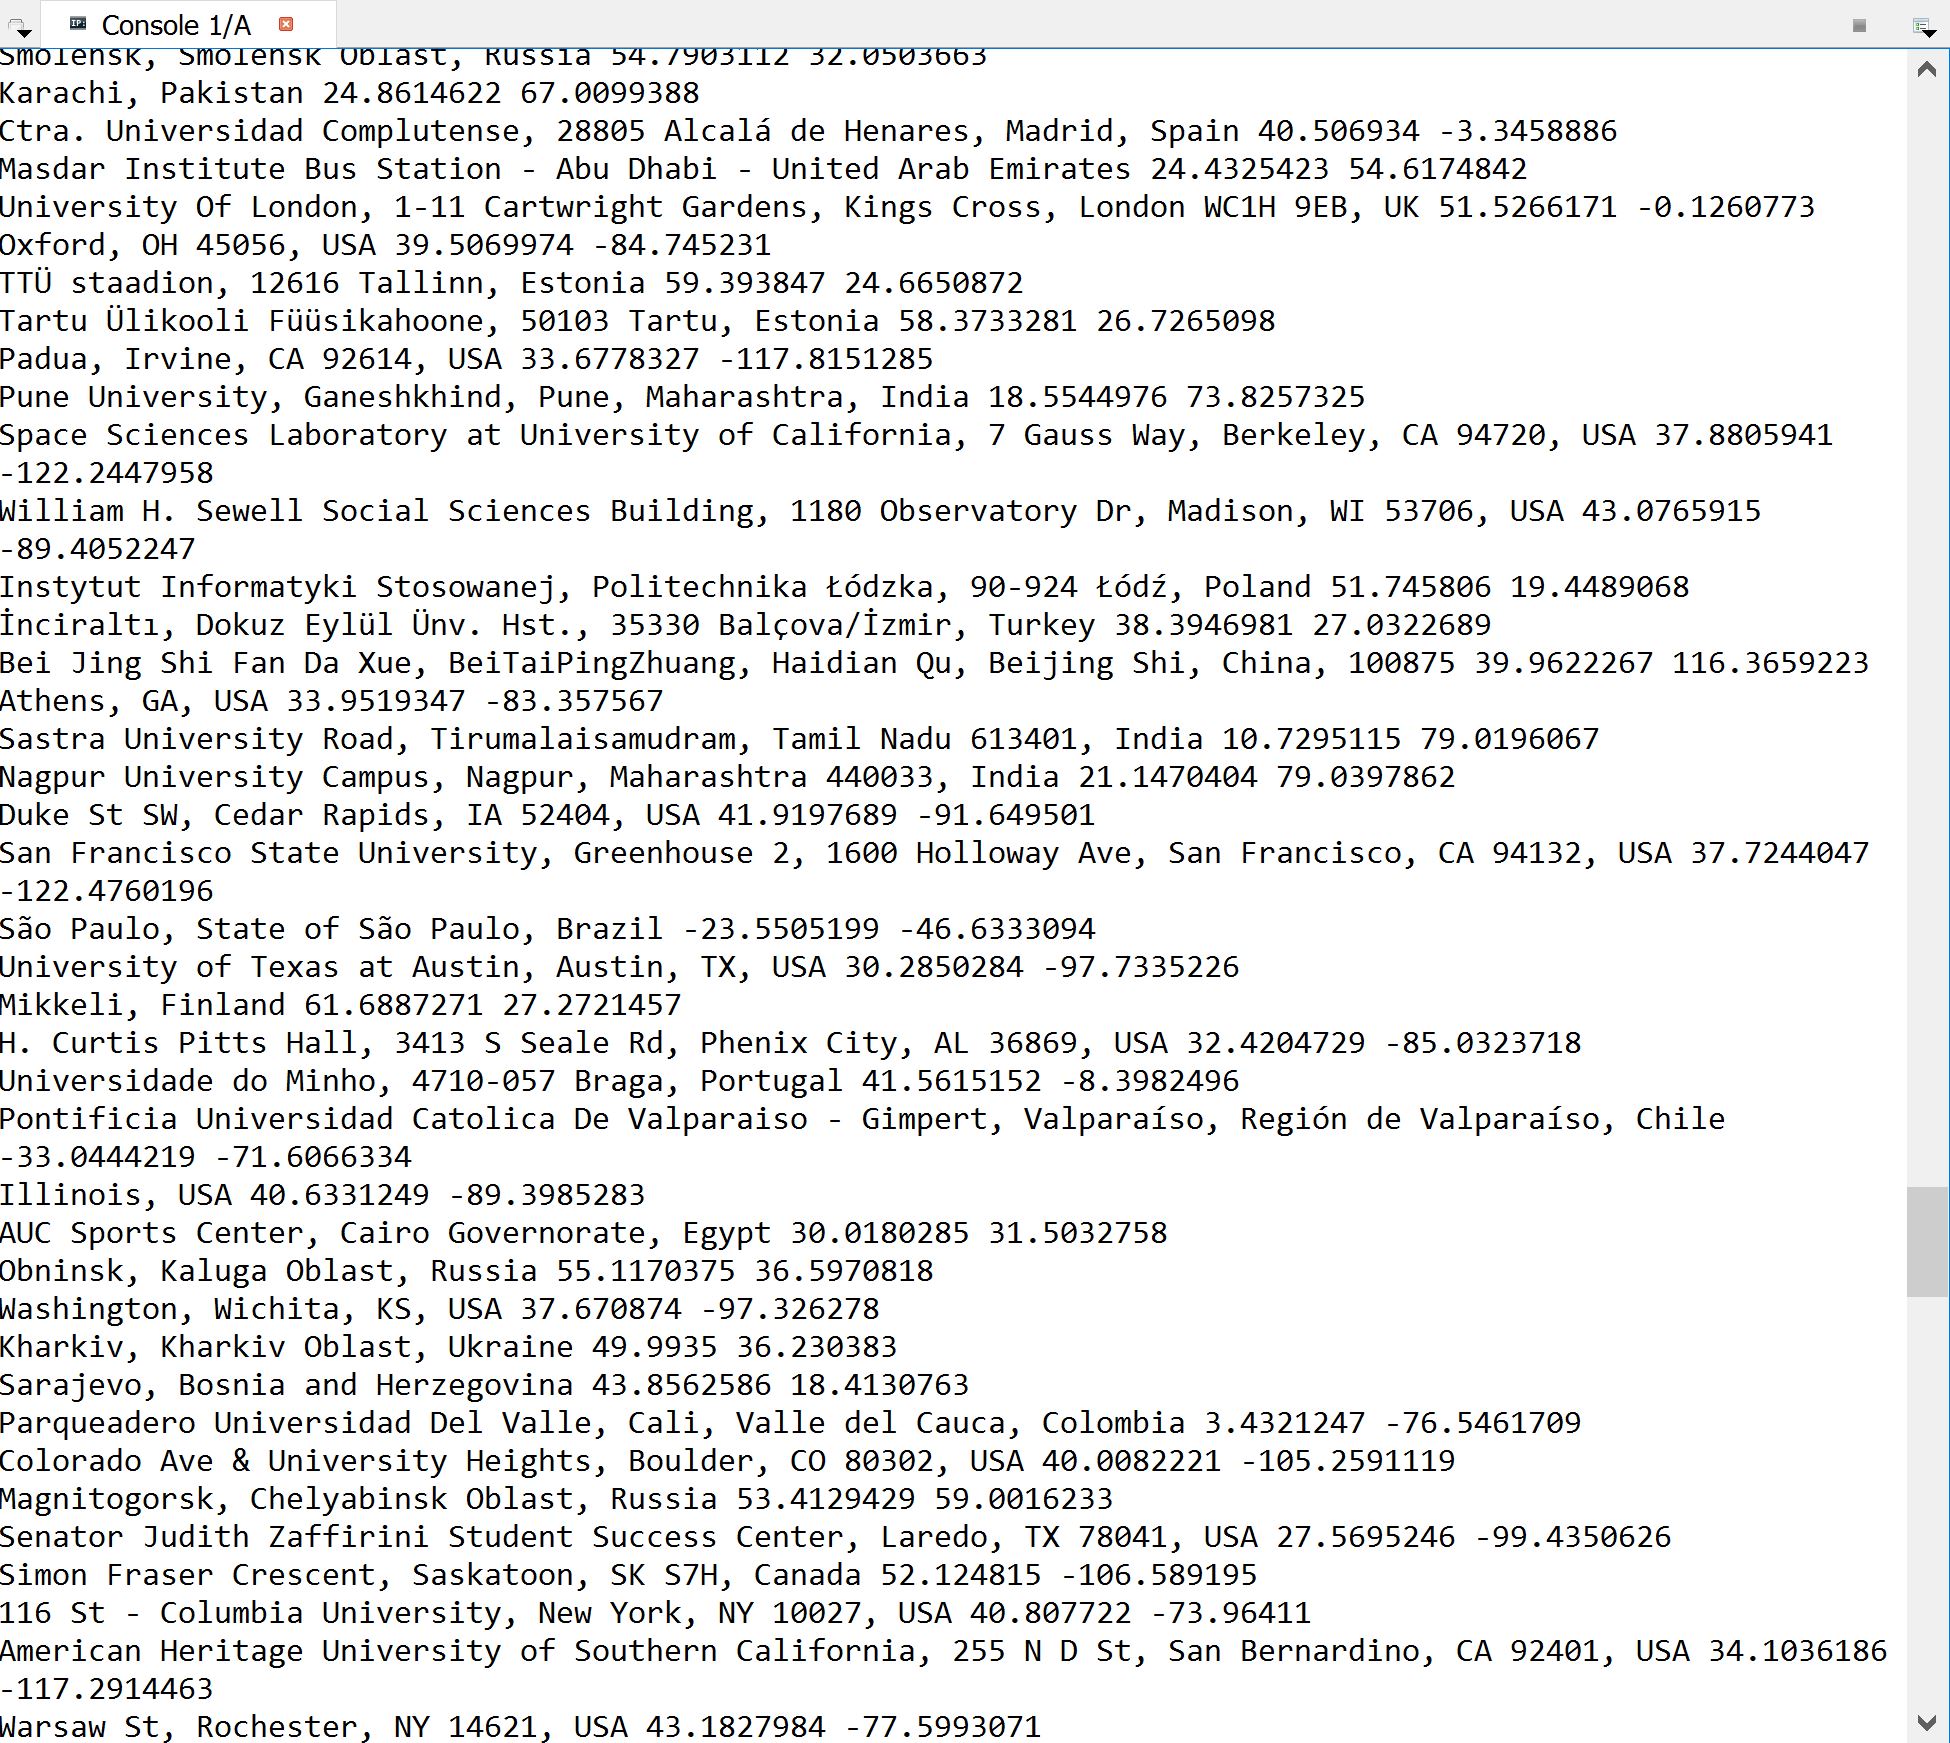 IP:
Console 1/A
Smolensk, Smolensk Oblast, Russia 54.7903112 32.0503663
Karachi, Pakistan 24.8614622 67.0099388
Ctra. Universidad Complutense, 28805 Alcalá de Henares, Madrid, Spain 40.506934 -3.3458886
Masdar Institute Bus Station - Abu Dhabi - United Arab Emirates 24.4325423 54.6174842
University Of London, 1-11 Cartwright Gardens, Kings Cross, London WC1H 9EB, UK 51.5266171 -0.1260773
Oxford, OH 45056, USA 39.5069974 -84.745231
TTÜ staadion, 12616 Tallinn, Estonia 59.393847 24.6650872
Tartu Ülikooli Füüsikahoone, 50103 Tartu, Estonia 58.3733281 26.7265098
Padua, Irvine, CA 92614, USA 33.6778327 -117.8151285
Pune University, Ganeshkhind, Pune, Maharashtra, India 18.5544976 73.8257325
Space Sciences Laboratory at University of California, 7 Gauss Way, Berkeley, CA 94720, USA 37.8805941
-122.2447958
William H. Sewell Social Sciences Building, 1180 Observatory Dr, Madison, WI 53706, USA 43.0765915
-89.4052247
Instytut Informatyki Stosowanej, Politechnika Łódzka, 90-924 Łódź, Poland 51.745806 19.4489068
İnciraltı, Dokuz Eylül Ünv. Hst., 35330 Balçova/İzmir, Turkey 38.3946981 27.0322689
Bei Jing Shi Fan Da Xue, BeiTaiPingZhuang, Haidian Qu, Beijing Shi, China, 100875 39.9622267 116.3659223
Athens, GA, USA 33.9519347 -83.357567
Sastra University Road, Tirumalaisamudram, Tamil Nadu 613401, India 10.7295115 79.0196067
Nagpur University Campus, Nagpur, Maharashtra 440033, India 21.1470404 79.0397862
Duke St SW, Cedar Rapids, IA 52404, USA 41.9197689 -91.649501
San Francisco State University, Greenhouse 2, 1600 Holloway Ave, San Francisco, CA 94132, USA 37.7244047
-122.4760196
São Paulo, State of São Paulo, Brazil -23.5505199 -46.6333094
University of Texas at Austin, Austin, TX, USA 30.2850284 -97.7335226
Mikkeli, Finland 61.6887271 27.2721457
H. Curtis Pitts Hall, 3413 S Seale Rd, Phenix City, AL 36869, USA 32.4204729 -85.0323718
Universidade do Minho, 4710-057 Braga, Portugal 41.5615152 -8.3982496
Pontificia Universidad Catolica De Valparaiso - Gimpert, Valparaíso, Región de Valparaíso, Chile
-33.0444219 -71.6066334
Illinois, USA 40.6331249 -89.3985283
AUC Sports Center, Cairo Governorate, Egypt 30.0180285 31.5032758
Obninsk, Kaluga Oblast, Russia 55.1170375 36.5970818
Washington, Wichita, KS, USA 37.670874 -97.326278
Kharkiv, Kharkiv Oblast, Ukraine 49.9935 36.230383
Sarajevo, Bosnia and Herzegovina 43.8562586 18.4130763
Parqueadero Universidad Del Valle, Cali, Valle del Cauca, Colombia 3.4321247 -76.5461709
Colorado Ave & University Heights, Boulder, CO 80302, USA 40.0082221 -105.2591119
Magnitogorsk, Chelyabinsk Oblast, Russia 53.4129429 59.0016233
Senator Judith Zaffirini Student Success Center, Laredo, TX 78041, USA 27.5695246 -99.4350626
Simon Fraser Crescent, Saskatoon, SK S7H, Canada 52.124815 -106.589195
116 St - Columbia University, New York, NY 10027, USA 40.807722 -73.96411
American Heritage University of Southern California, 255 N D St, San Bernardino, CA 92401, USA 34.1036186
-117.2914463
Warsaw St, Rochester, NY 14621, USA 43.1827984 -77.5993071